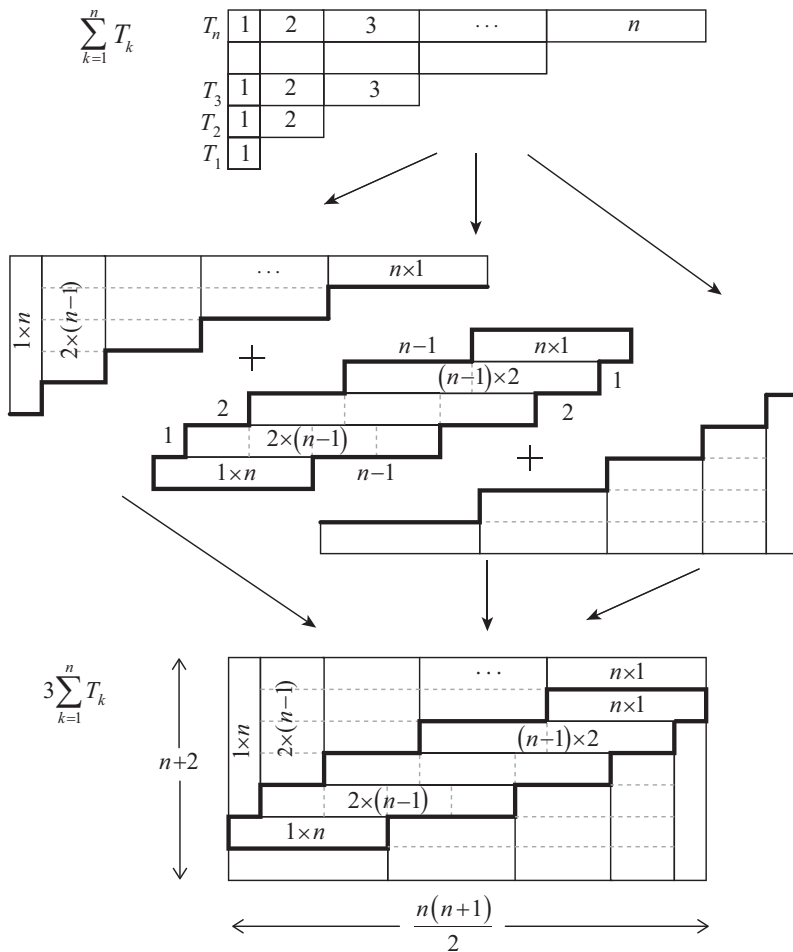 ∑_{k=1}^{n} T_k
T_n 1 2 3 ⋯ n
T_3 1 2 3
T_2 1 2
T_1 1
1×n
2×(n−1)
⋯
n×1
+
n−1
n×1
(n−1)×2
1
2
2
1
2×(n−1)
1×n
n−1
+
3∑_{k=1}^{n} T_k
n+2
1×n
2×(n−1)
⋯
n×1
n×1
(n−1)×2
2×(n−1)
1×n
n(n+1)/2